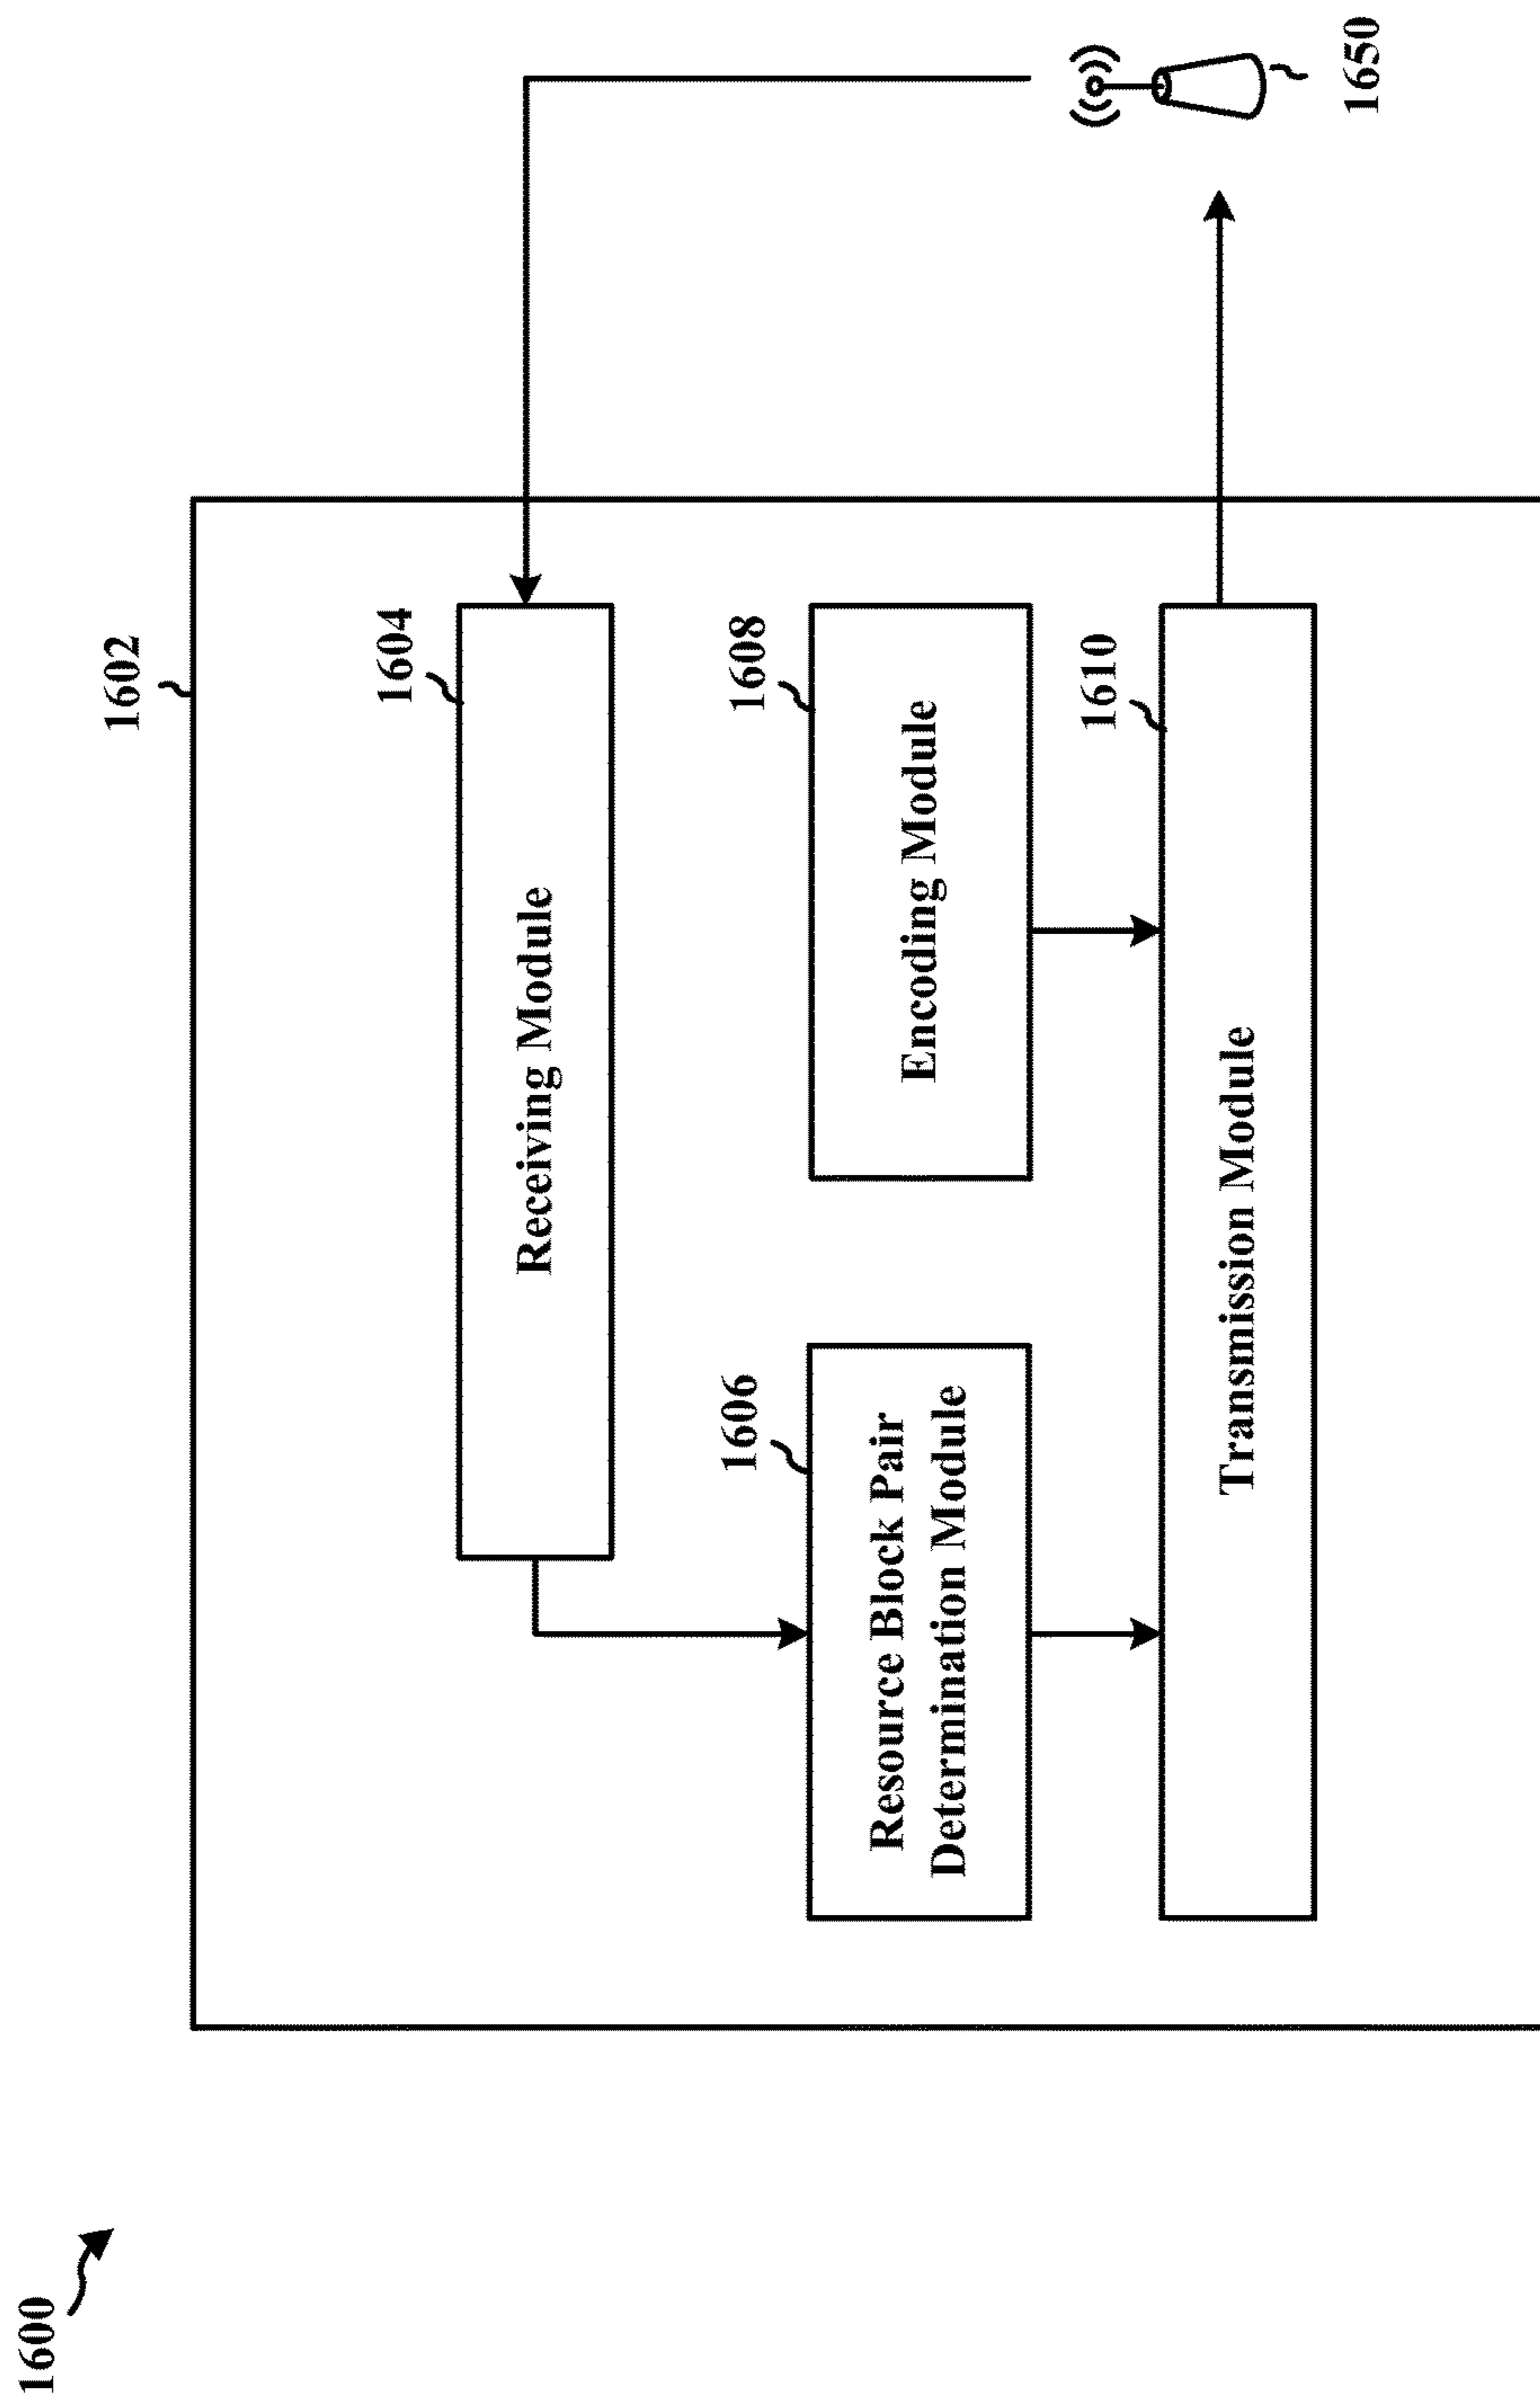 1600
1602
1604
Receiving Module
1606
Resource Block Pair
Determination Module
1608
Encoding Module
1610
Transmission Module
1650